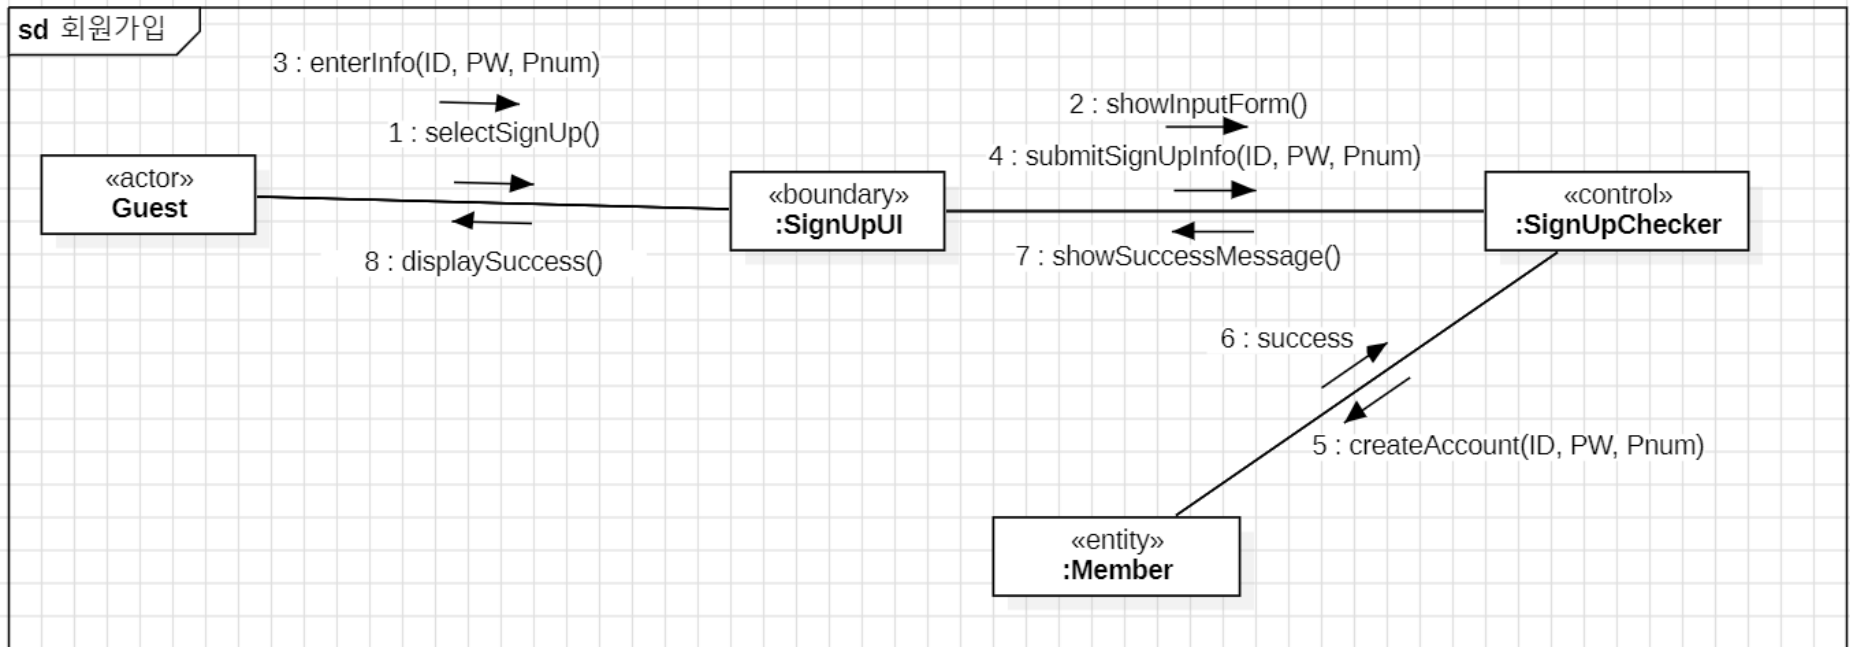 sd 회원가입
3 : enterInfo(ID, PW, Pnum)
1 : selectSignUp()
2 : showInputForm()
4 : submitSignUpInfo(ID, PW, Pnum)
«actor»
Guest
«boundary»
:SignUpUI
«control»
:SignUpChecker
8 : displaySuccess()
7 : showSuccessMessage()
6 : success
5 : createAccount(ID, PW, Pnum)
«entity»
:Member